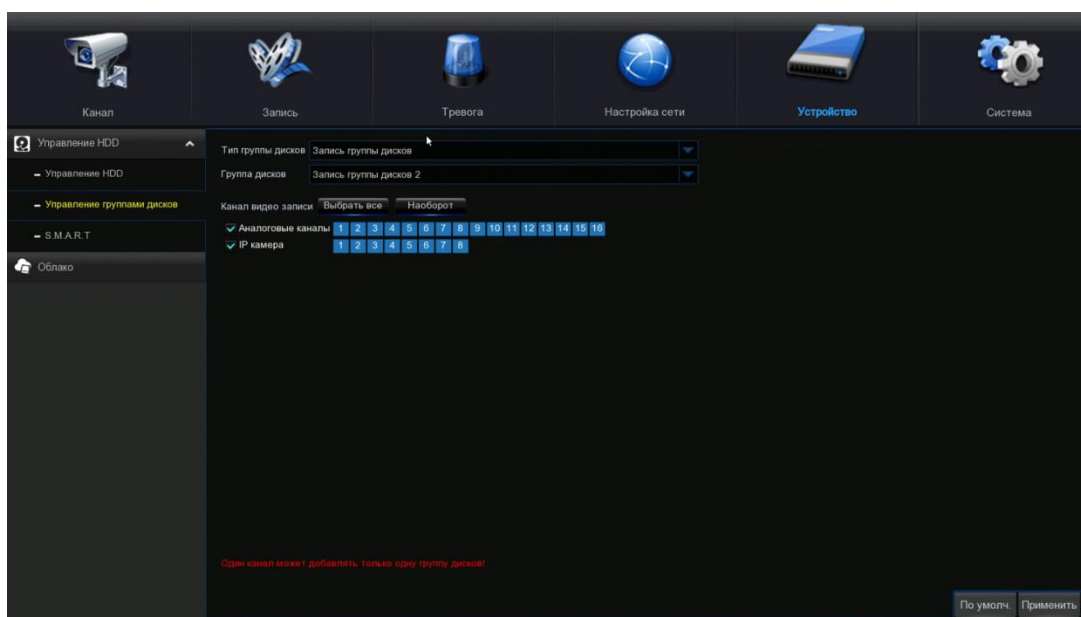 Канал Запись Тревога Настройка сети Устройство Система
Управление HDD
Управление HDD
Управление группами дисков
S.M.A.R.T
Облако
Тип группы дисков Запись группы дисков
Группа дисков Запись группы дисков 2
Канал видео записи Выбрать все Наоборот
Аналоговые каналы 1 2 3 4 5 6 7 8 9 10 11 12 13 14 15 16
IP камера 1 2 3 4 5 6 7 8
Один канал может добавлять только одну группу дисков!
По умолч. Применить